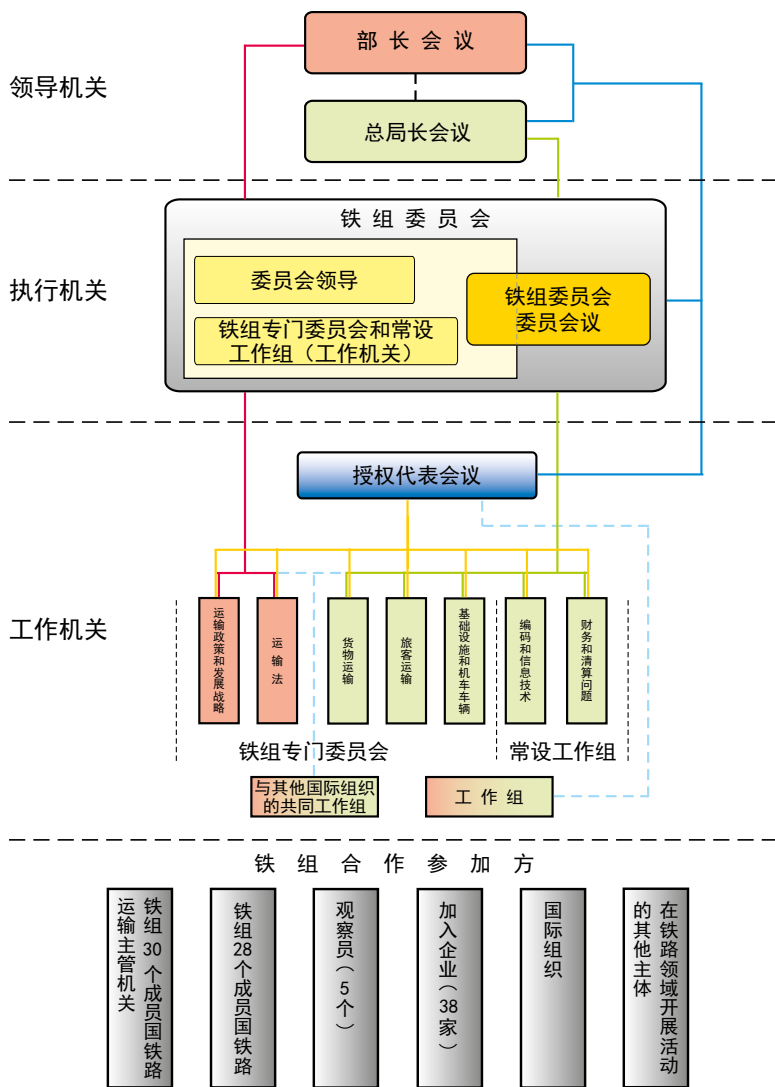 部长会议
领导机关
总局长会议
铁组委员会
委员会领导
执行机关
铁组委员会
委员会议
铁组专门委员会和常设
工作组（工作机关）
授权代表会议
工作机关
运输政策和发展战略
运输法
货物运输
旅客运输
基础设施和机车车辆
编码和信息技术
财务和清算问题
铁组专门委员会
常设工作组
与其他国际组织
的共同工作组
工作组
铁组合作参加方
铁组30个成员国铁路
运输主管机关
铁组28个成员国铁路
观察员（5个）
加入企业（38家）
国际组织
在铁路领域开展活动
的其他主体